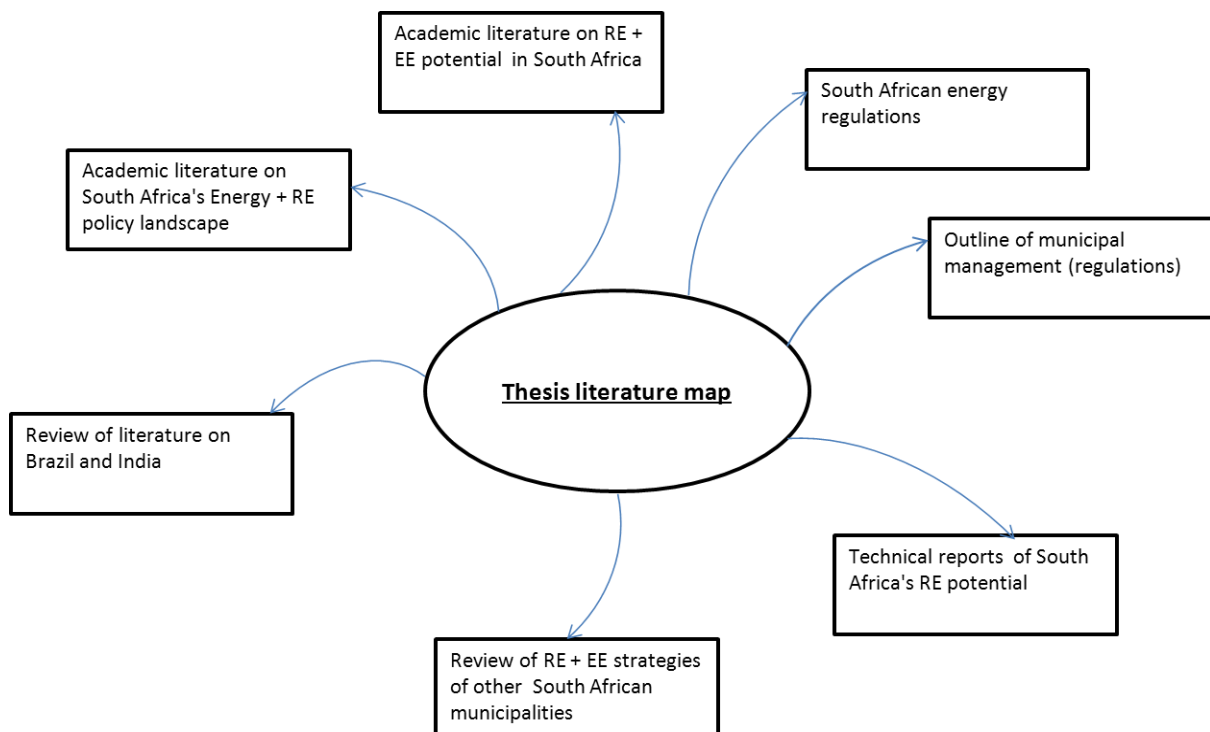 Academic literature on RE +
EE potential in South Africa
South African energy
regulations
Academic literature on
South Africa's Energy + RE
policy landscape
Outline of municipal
management (regulations)
Thesis literature map
Review of literature on
Brazil and India
Technical reports of South
Africa's RE potential
Review of RE + EE strategies
of other South African
municipalities